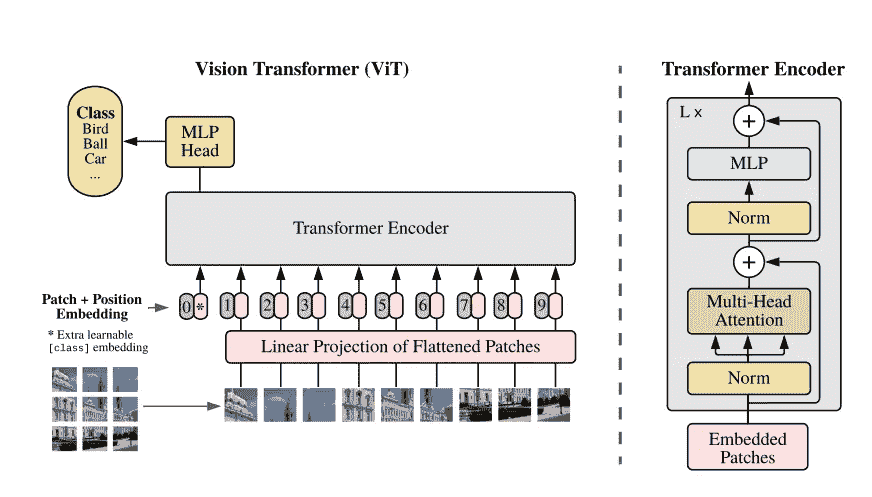 Vision Transformer (ViT)
Class
Bird
Ball
Car
...
MLP
Head
Transformer Encoder
Patch + Position
Embedding
0 * 1 2 3 4 5 6 7 8 9
* Extra learnable
[class] embedding
Linear Projection of Flattened Patches
Transformer Encoder
L x
+
MLP
Norm
+
Multi-Head
Attention
Norm
Embedded
Patches